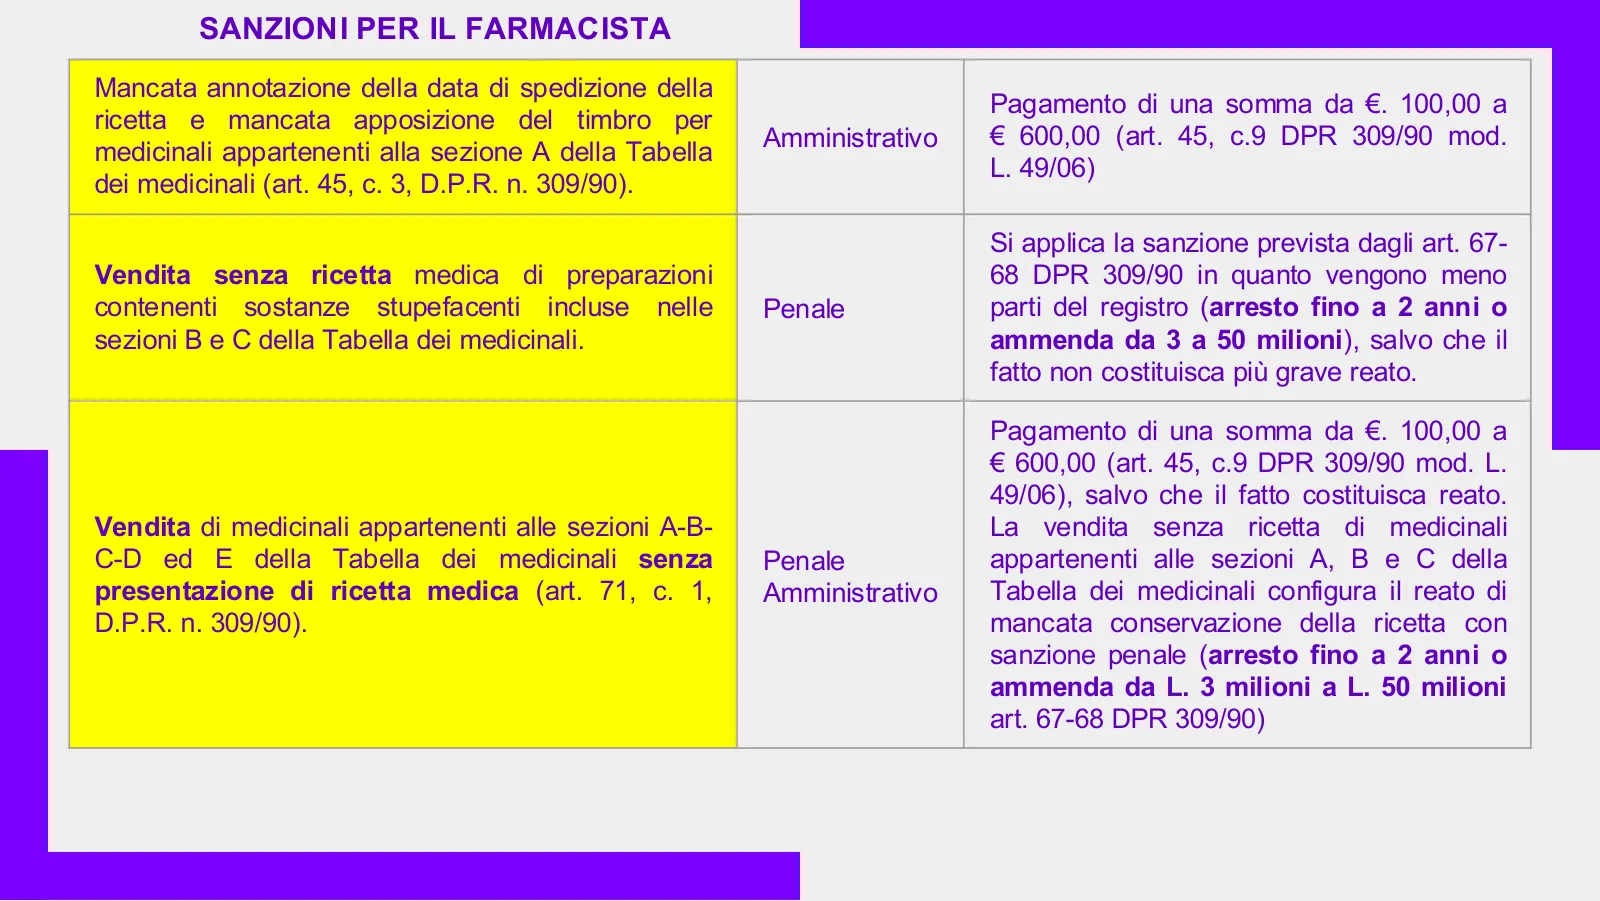 SANZIONI PER IL FARMACISTA
Mancata annotazione della data di spedizione della
ricetta e mancata apposizione del timbro per
medicinali appartenenti alla sezione A della Tabella
dei medicinali (art. 45, c. 3, D.P.R. n. 309/90).
Amministrativo
Pagamento di una somma da €. 100,00 a
€ 600,00 (art. 45, c.9 DPR 309/90 mod.
L. 49/06)
Vendita senza ricetta medica di preparazioni
contenenti sostanze stupefacenti incluse nelle
sezioni B e C della Tabella dei medicinali.
Penale
Si applica la sanzione prevista dagli art. 67-
68 DPR 309/90 in quanto vengono meno
parti del registro (arresto fino a 2 anni o
ammenda da 3 a 50 milioni), salvo che il
fatto non costituisca più grave reato.
Vendita di medicinali appartenenti alle sezioni A-B-
C-D ed E della Tabella dei medicinali senza
presentazione di ricetta medica (art. 71, c. 1,
D.P.R. n. 309/90).
Penale
Amministrativo
Pagamento di una somma da €. 100,00 a
€ 600,00 (art. 45, c.9 DPR 309/90 mod. L.
49/06), salvo che il fatto costituisca reato.
La vendita senza ricetta di medicinali
appartenenti alle sezioni A, B e C della
Tabella dei medicinali configura il reato di
mancata conservazione della ricetta con
sanzione penale (arresto fino a 2 anni o
ammenda da L. 3 milioni a L. 50 milioni
art. 67-68 DPR 309/90)